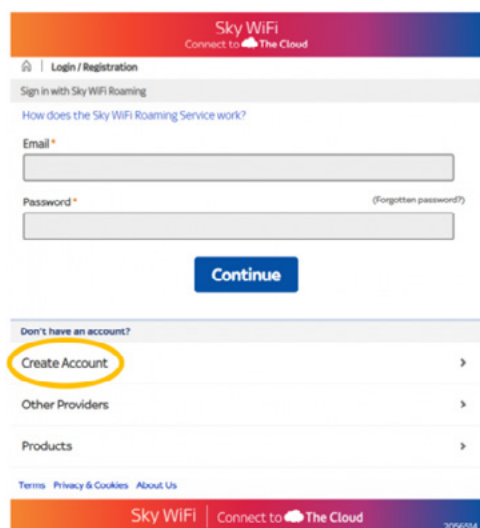 Sky WiFi
Connect to The Cloud
Login / Registration
Sign in with Sky WiFi Roaming
How does the Sky WiFi Roaming Service work?
Email *
Password * (Forgotten password?)
Continue
Don't have an account?
Create Account
Other Providers
Products
Terms Privacy & Cookies About Us
Sky WiFi Connect to The Cloud
2056514